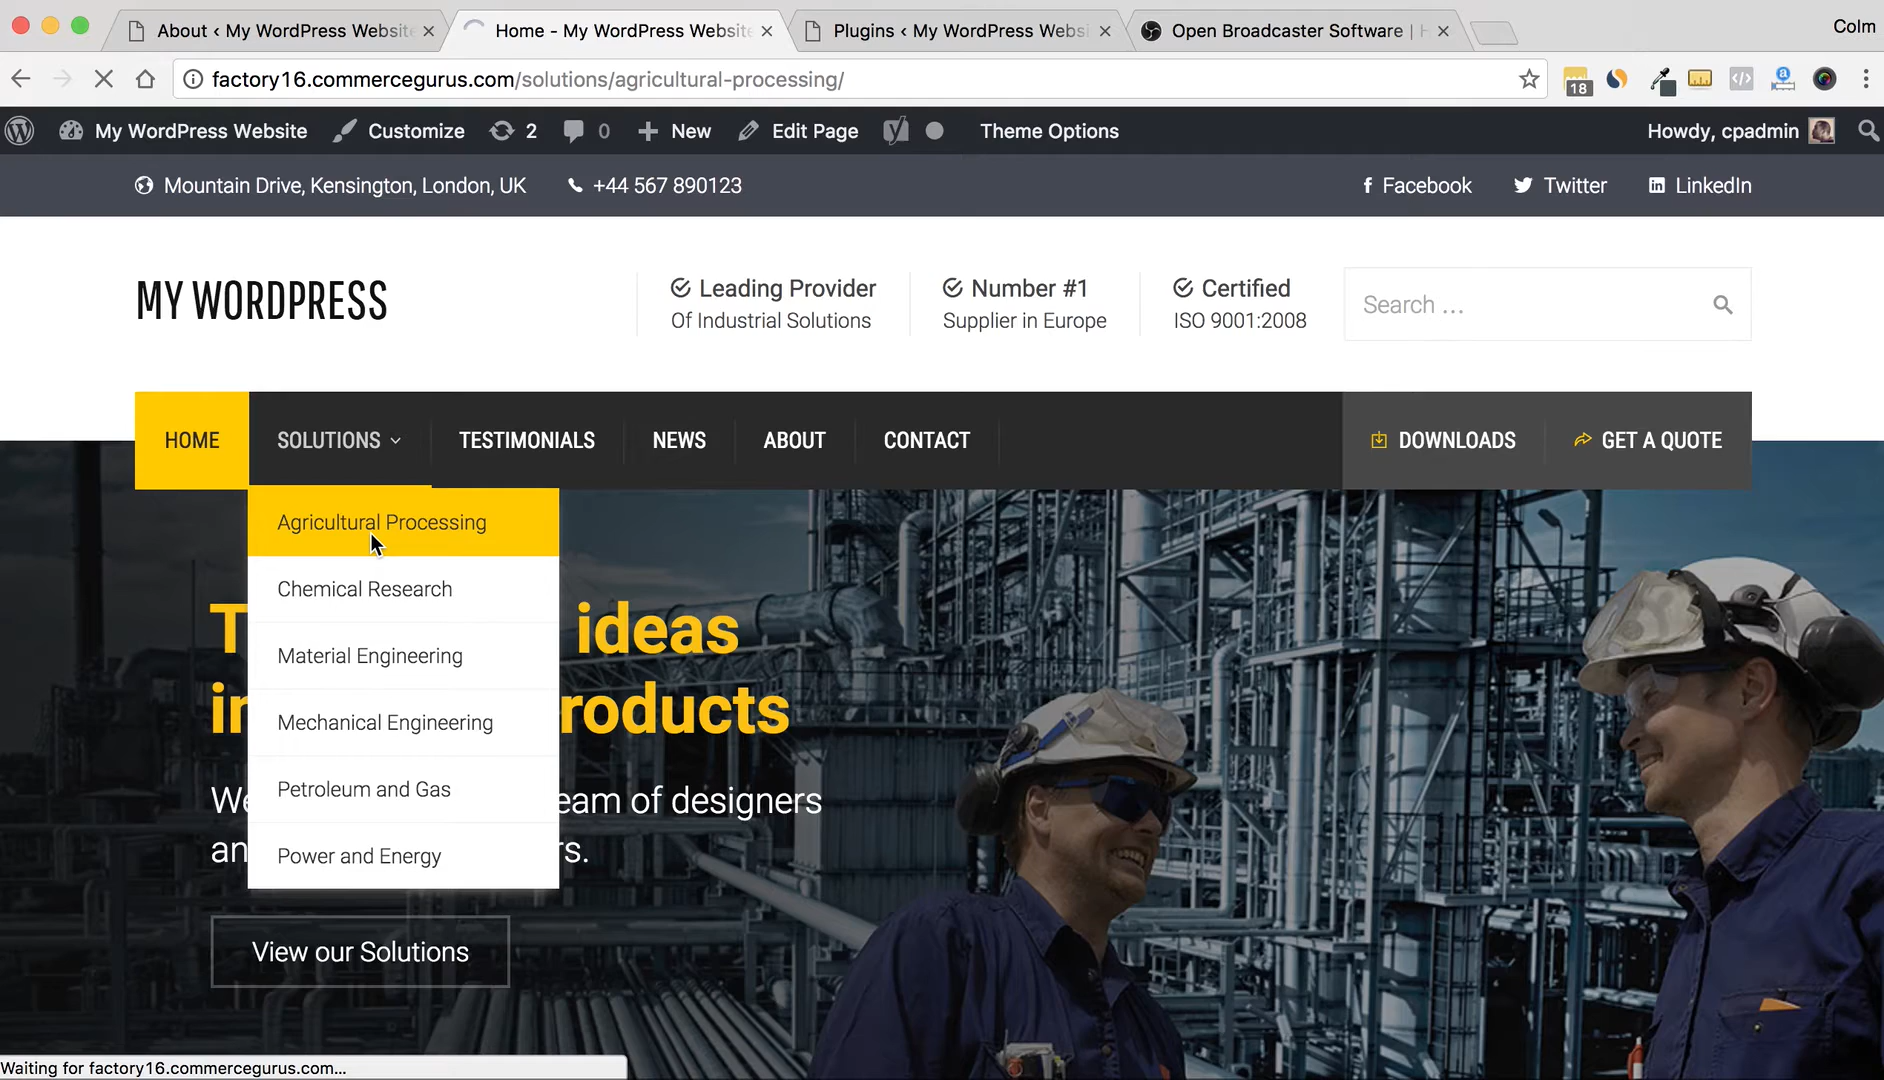 About ‹ My WordPress Website
Home - My WordPress Website
Plugins ‹ My WordPress Websi
Open Broadcaster Software | H
Colm
factory16.commercegurus.com/solutions/agricultural-processing/
18
a
My WordPress Website
Customize
2
0
New
Edit Page
Theme Options
Howdy, cpadmin
Mountain Drive, Kensington, London, UK
+44 567 890123
Facebook
Twitter
LinkedIn
MY WORDPRESS
Leading Provider
Of Industrial Solutions
Number #1
Supplier in Europe
Certified
ISO 9001:2008
Search ...
HOME
SOLUTIONS
TESTIMONIALS
NEWS
ABOUT
CONTACT
DOWNLOADS
GET A QUOTE
Agricultural Processing
Chemical Research
Material Engineering
Mechanical Engineering
Petroleum and Gas
Power and Energy
T ideas
in roducts
We eam of designers
an rs.
View our Solutions
Waiting for factory16.commercegurus.com...